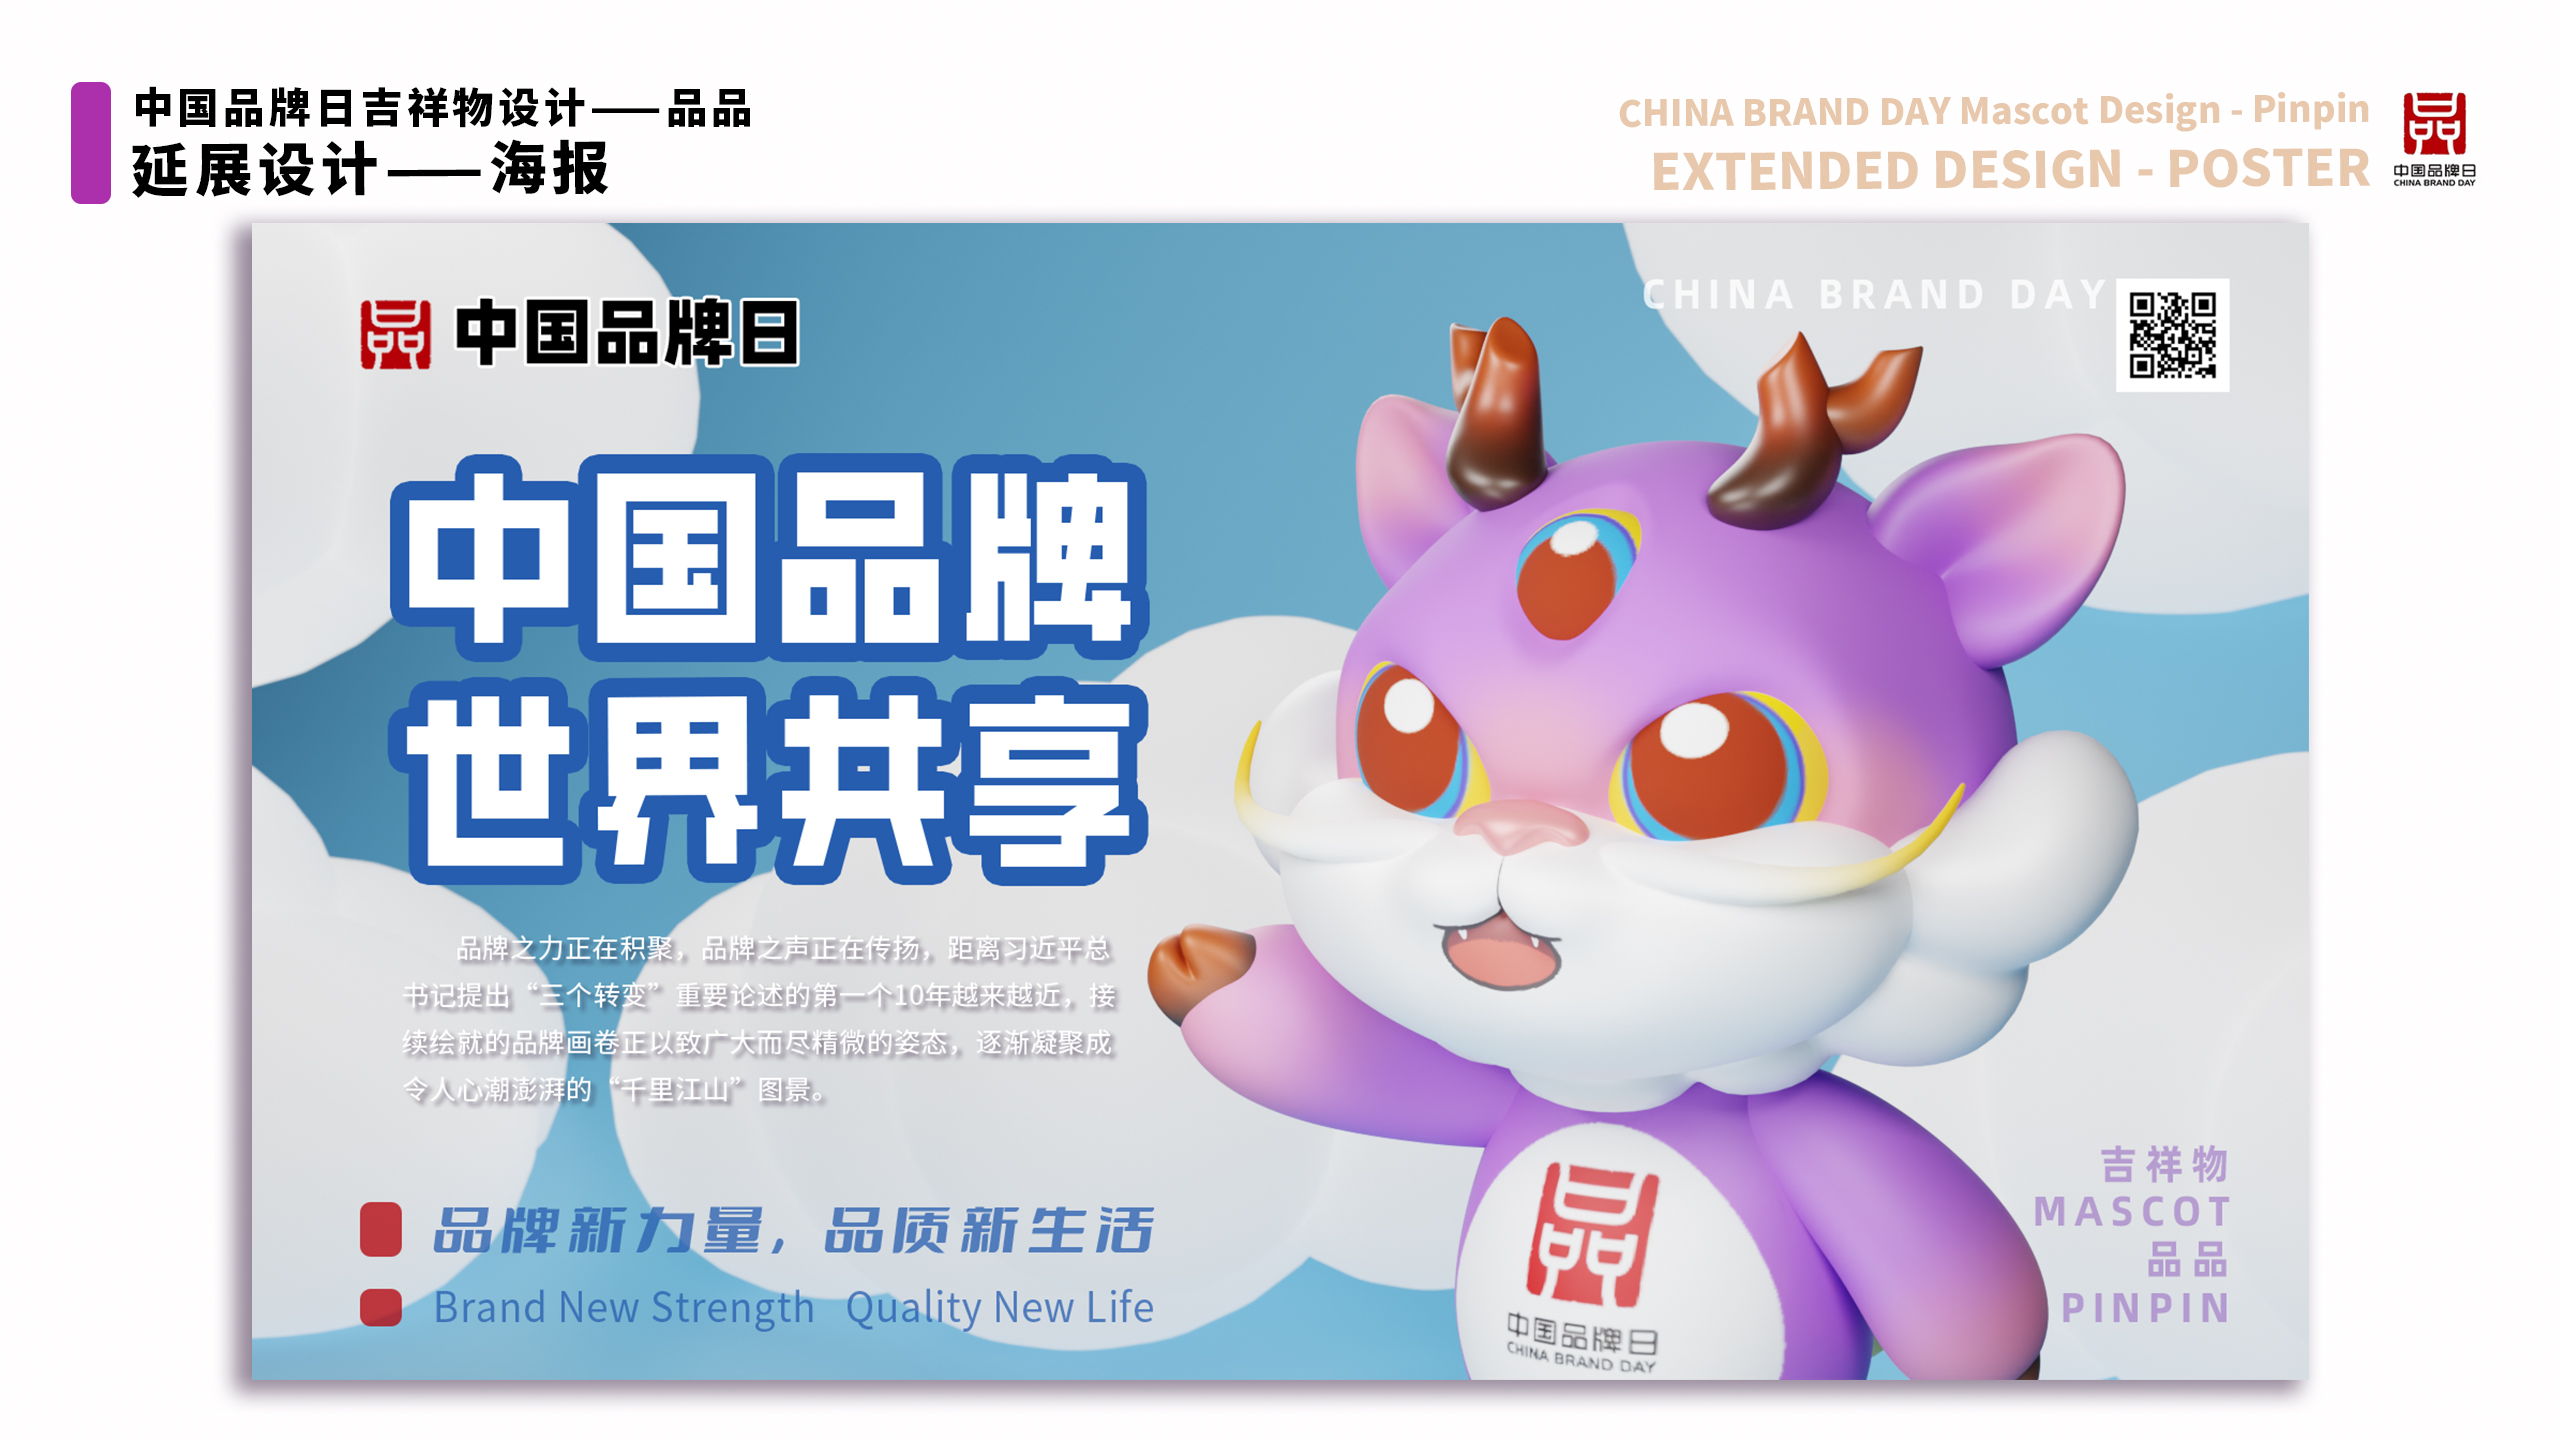 中国品牌日吉祥物设计——品品
延展设计——海报
CHINA BRAND DAY Mascot Design - Pinpin
EXTENDED DESIGN - POSTER
品
中国品牌日
CHINA BRAND DAY
品
中国品牌日
CHINA BRAND DAY
中国品牌
世界共享
品牌之力正在积聚，品牌之声正在传扬，距离习近平总
书记提出“三个转变”重要论述的第一个10年越来越近，接
续绘就的品牌画卷正以致广大而尽精微的姿态，逐渐凝聚成
令人心潮澎湃的“千里江山”图景。
品牌新力量，品质新生活
Brand New Strength Quality New Life
品
中国品牌日
CHINA BRAND DAY
吉祥物
MASCOT
品品
PINPIN